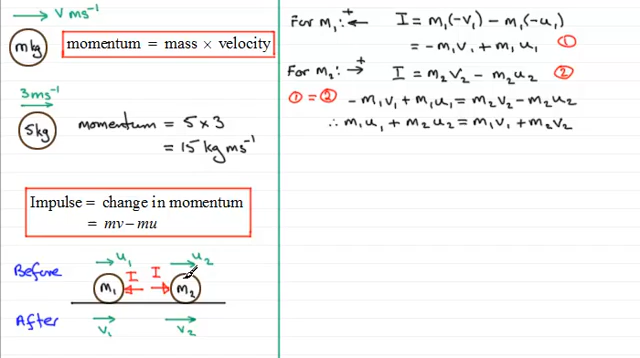 V ms⁻¹
m kg
momentum = mass × velocity
3 ms⁻¹
5kg
momentum = 5 × 3
= 15 kg ms⁻¹
Impulse = change in momentum
= mv − mu
Before
u₁
u₂
I I
m₁
m₂
After
v₁
v₂
For m₁: ←+ I = m₁(-v₁) - m₁(-u₁)
= -m₁v₁ + m₁u₁ ①
For m₂: →+ I = m₂v₂ - m₂u₂ ②
① = ② -m₁v₁ + m₁u₁ = m₂v₂ - m₂u₂
∴ m₁u₁ + m₂u₂ = m₁v₁ + m₂v₂